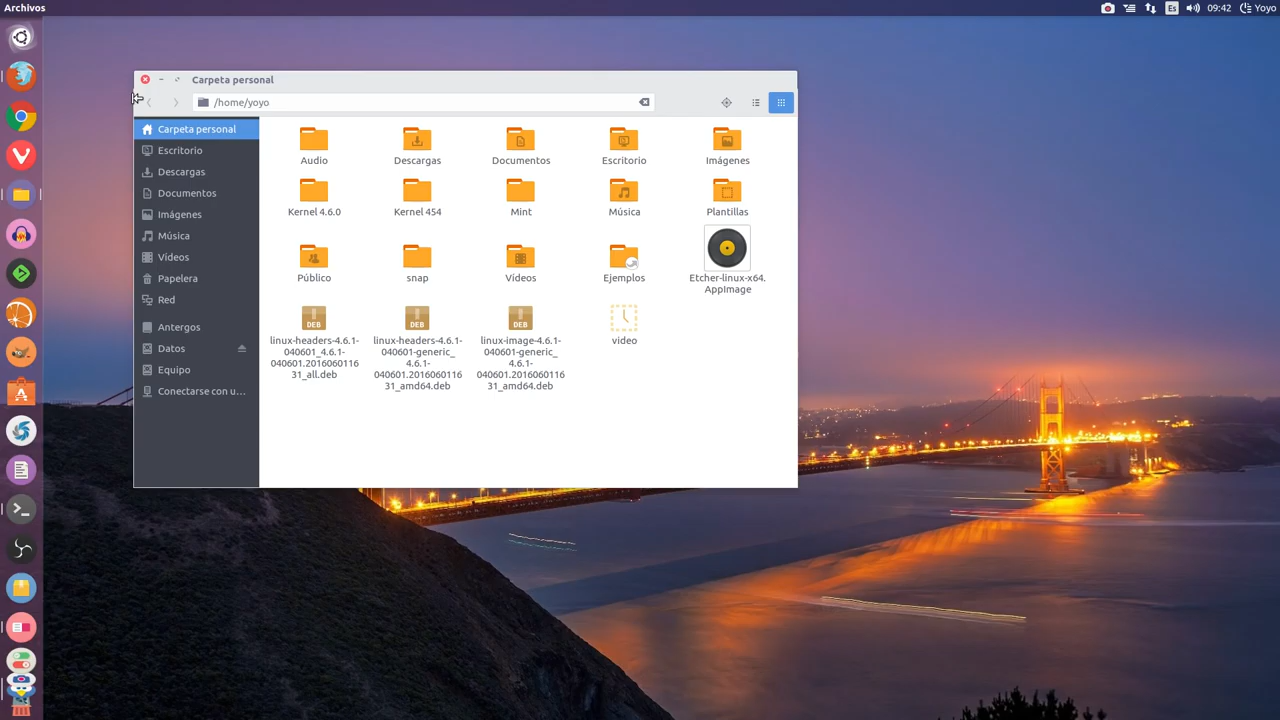 Archivos
Es
09:42
Yoyo
Carpeta personal
/home/yoyo
Carpeta personal
Escritorio
Descargas
Documentos
Imágenes
Música
Vídeos
Papelera
Red
Antergos
Datos
Equipo
Conectarse con u...
Audio
Descargas
Documentos
Escritorio
Imágenes
Kernel 4.6.0
Kernel 454
Mint
Música
Plantillas
Público
snap
Vídeos
Ejemplos
Etcher-linux-x64.
AppImage
DEB
linux-headers-4.6.1-
040601_4.6.1-
040601.2016060116
31_all.deb
DEB
linux-headers-4.6.1-
040601-generic_
4.6.1-
040601.2016060116
31_amd64.deb
DEB
linux-image-4.6.1-
040601-generic_
4.6.1-
040601.2016060116
31_amd64.deb
video